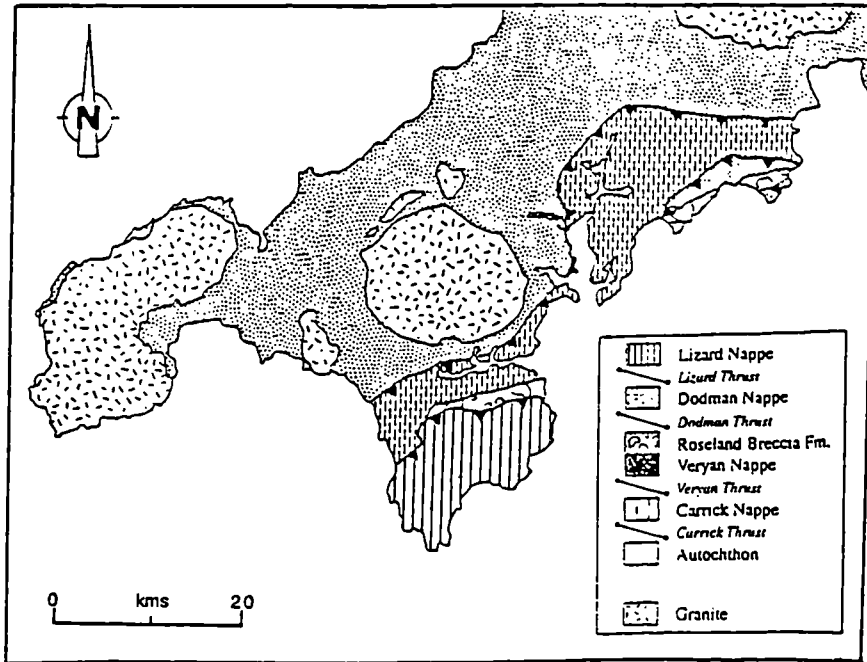 N
Lizard Nappe
Lizard Thrust
Dodman Nappe
Dodman Thrust
Roseland Breccia Fm.
Veryan Nappe
Veryan Thrust
Carrick Nappe
Carrick Thrust
Autochthon
Granite
0 kms 20